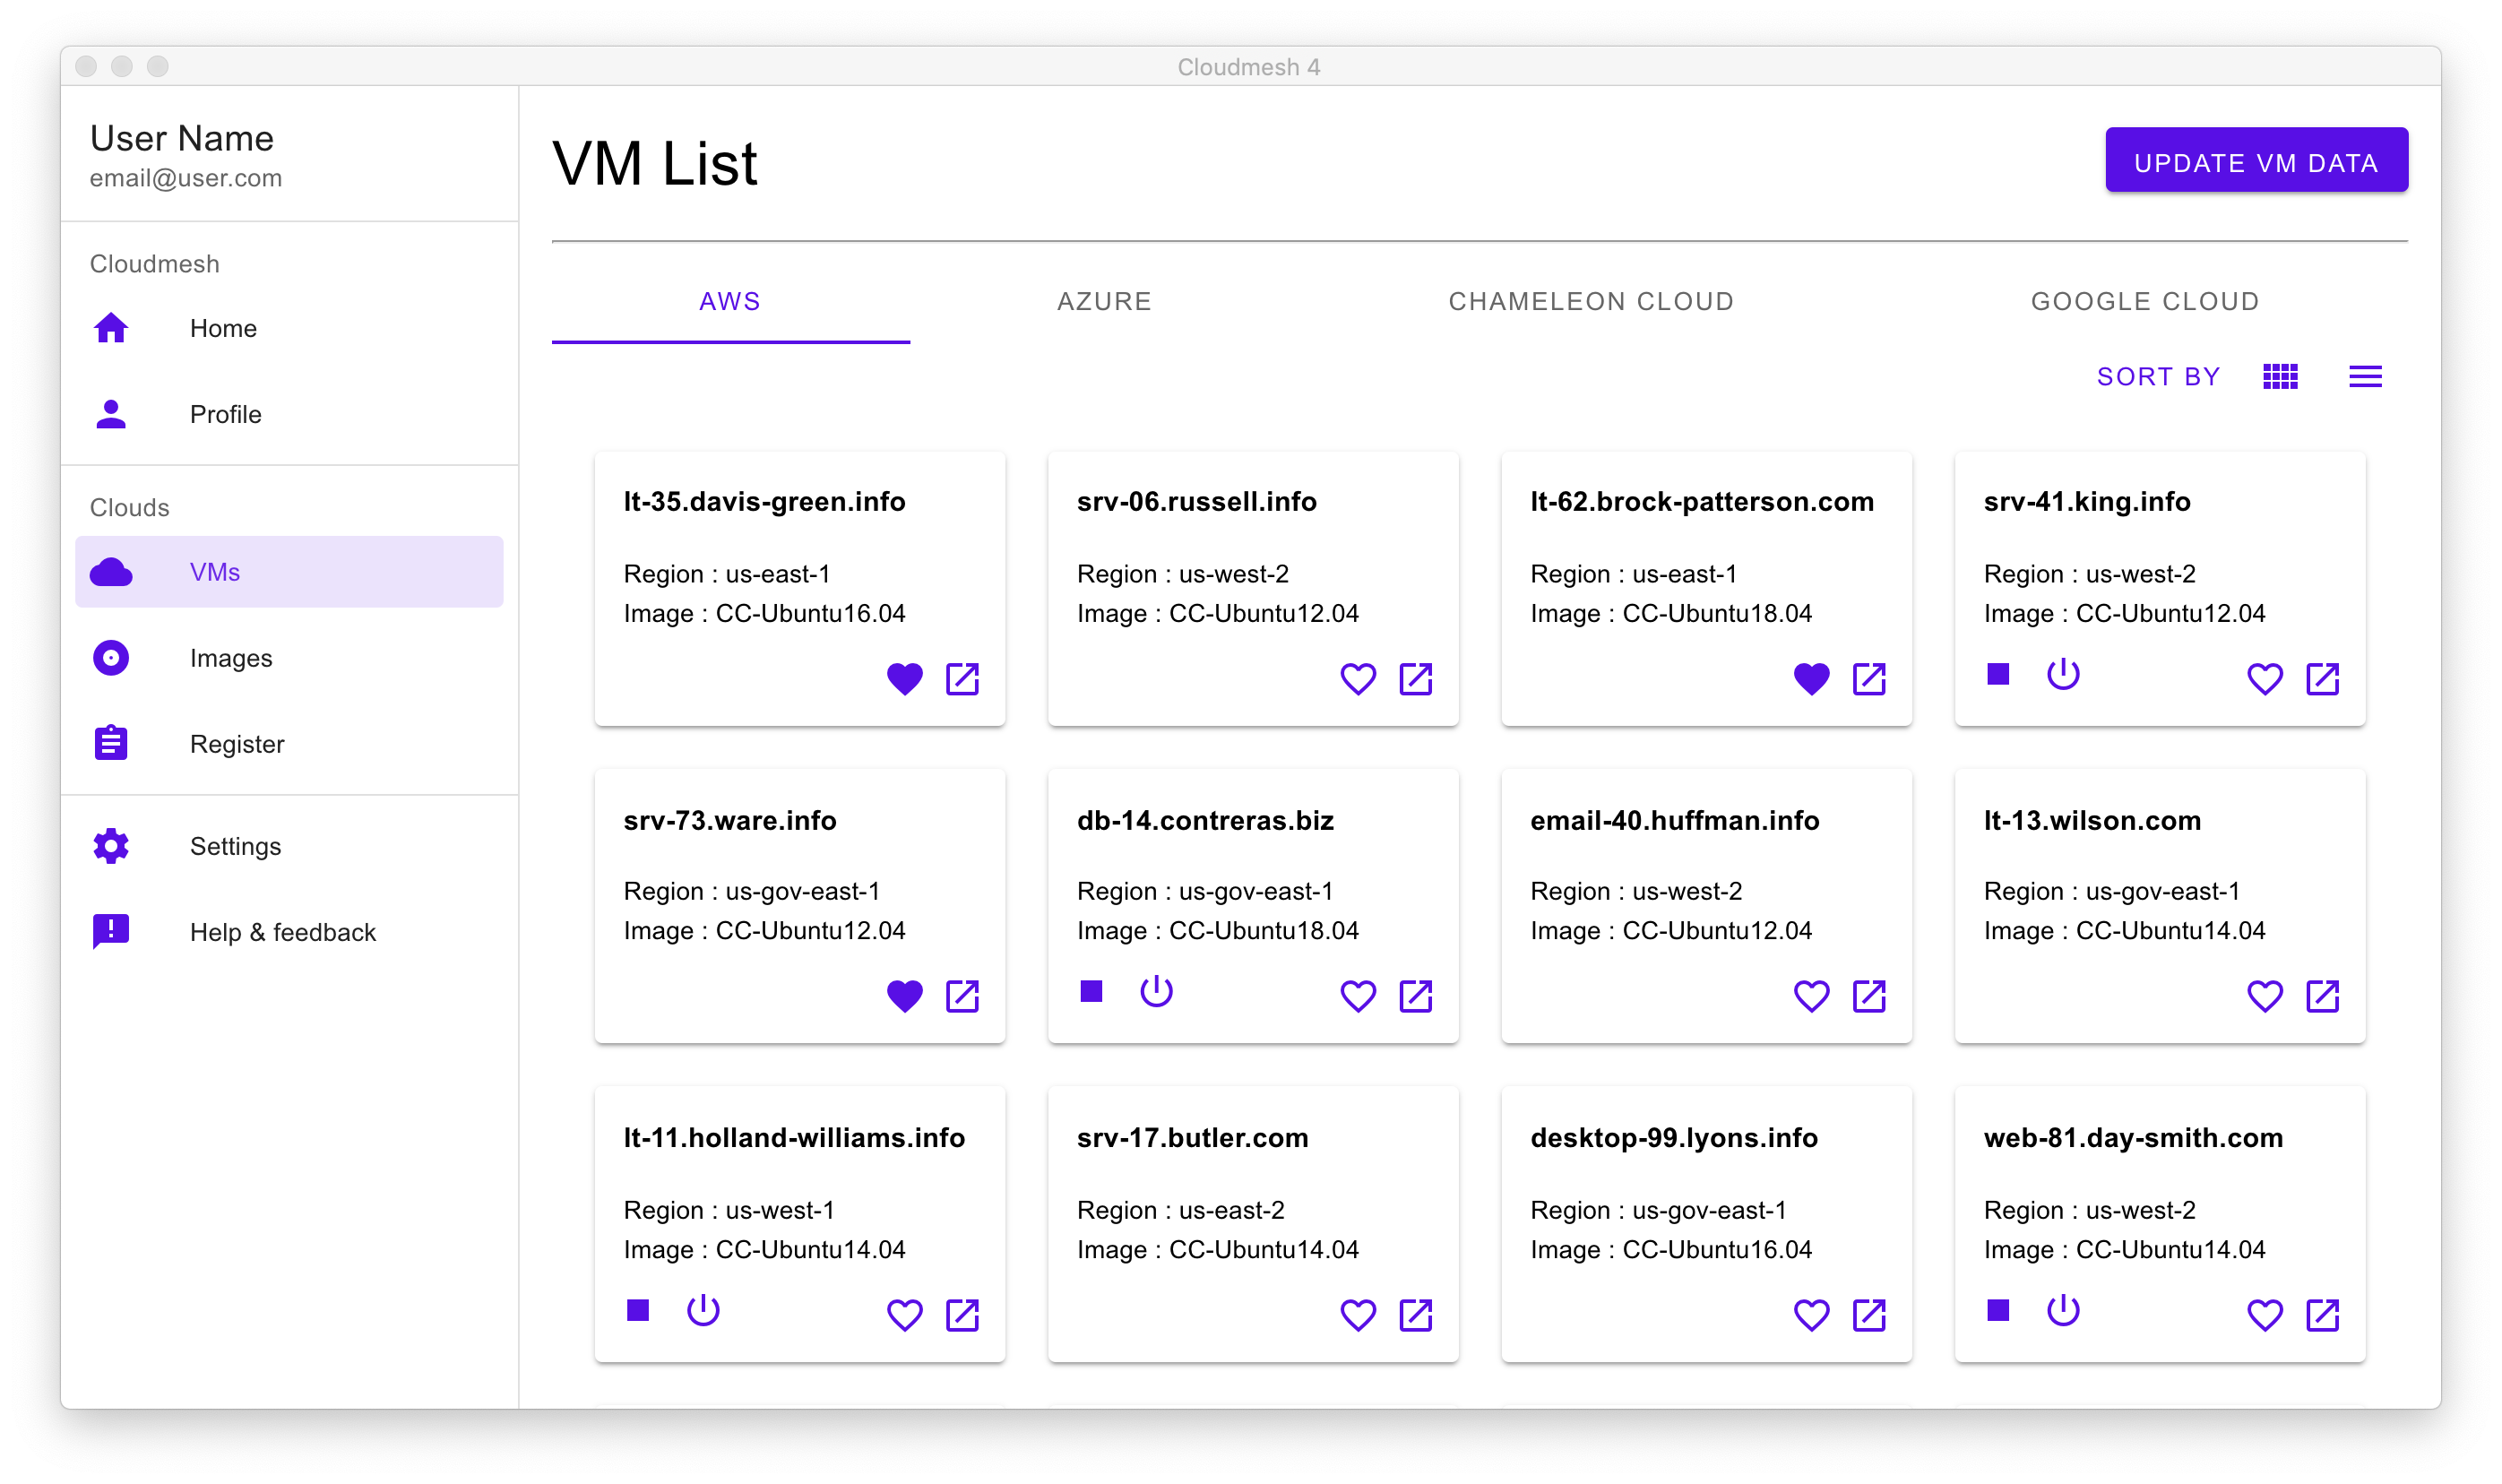 Cloudmesh 4
User Name
email@user.com
Cloudmesh
Home
Profile
Clouds
VMs
Images
Register
Settings
Help & feedback
VM List
UPDATE VM DATA
AWS
AZURE
CHAMELEON CLOUD
GOOGLE CLOUD
SORT BY
lt-35.davis-green.info
Region : us-east-1
Image : CC-Ubuntu16.04
srv-06.russell.info
Region : us-west-2
Image : CC-Ubuntu12.04
lt-62.brock-patterson.com
Region : us-east-1
Image : CC-Ubuntu18.04
srv-41.king.info
Region : us-west-2
Image : CC-Ubuntu12.04
srv-73.ware.info
Region : us-gov-east-1
Image : CC-Ubuntu12.04
db-14.contreras.biz
Region : us-gov-east-1
Image : CC-Ubuntu18.04
email-40.huffman.info
Region : us-west-2
Image : CC-Ubuntu12.04
lt-13.wilson.com
Region : us-gov-east-1
Image : CC-Ubuntu14.04
lt-11.holland-williams.info
Region : us-west-1
Image : CC-Ubuntu14.04
srv-17.butler.com
Region : us-east-2
Image : CC-Ubuntu14.04
desktop-99.lyons.info
Region : us-gov-east-1
Image : CC-Ubuntu16.04
web-81.day-smith.com
Region : us-west-2
Image : CC-Ubuntu14.04